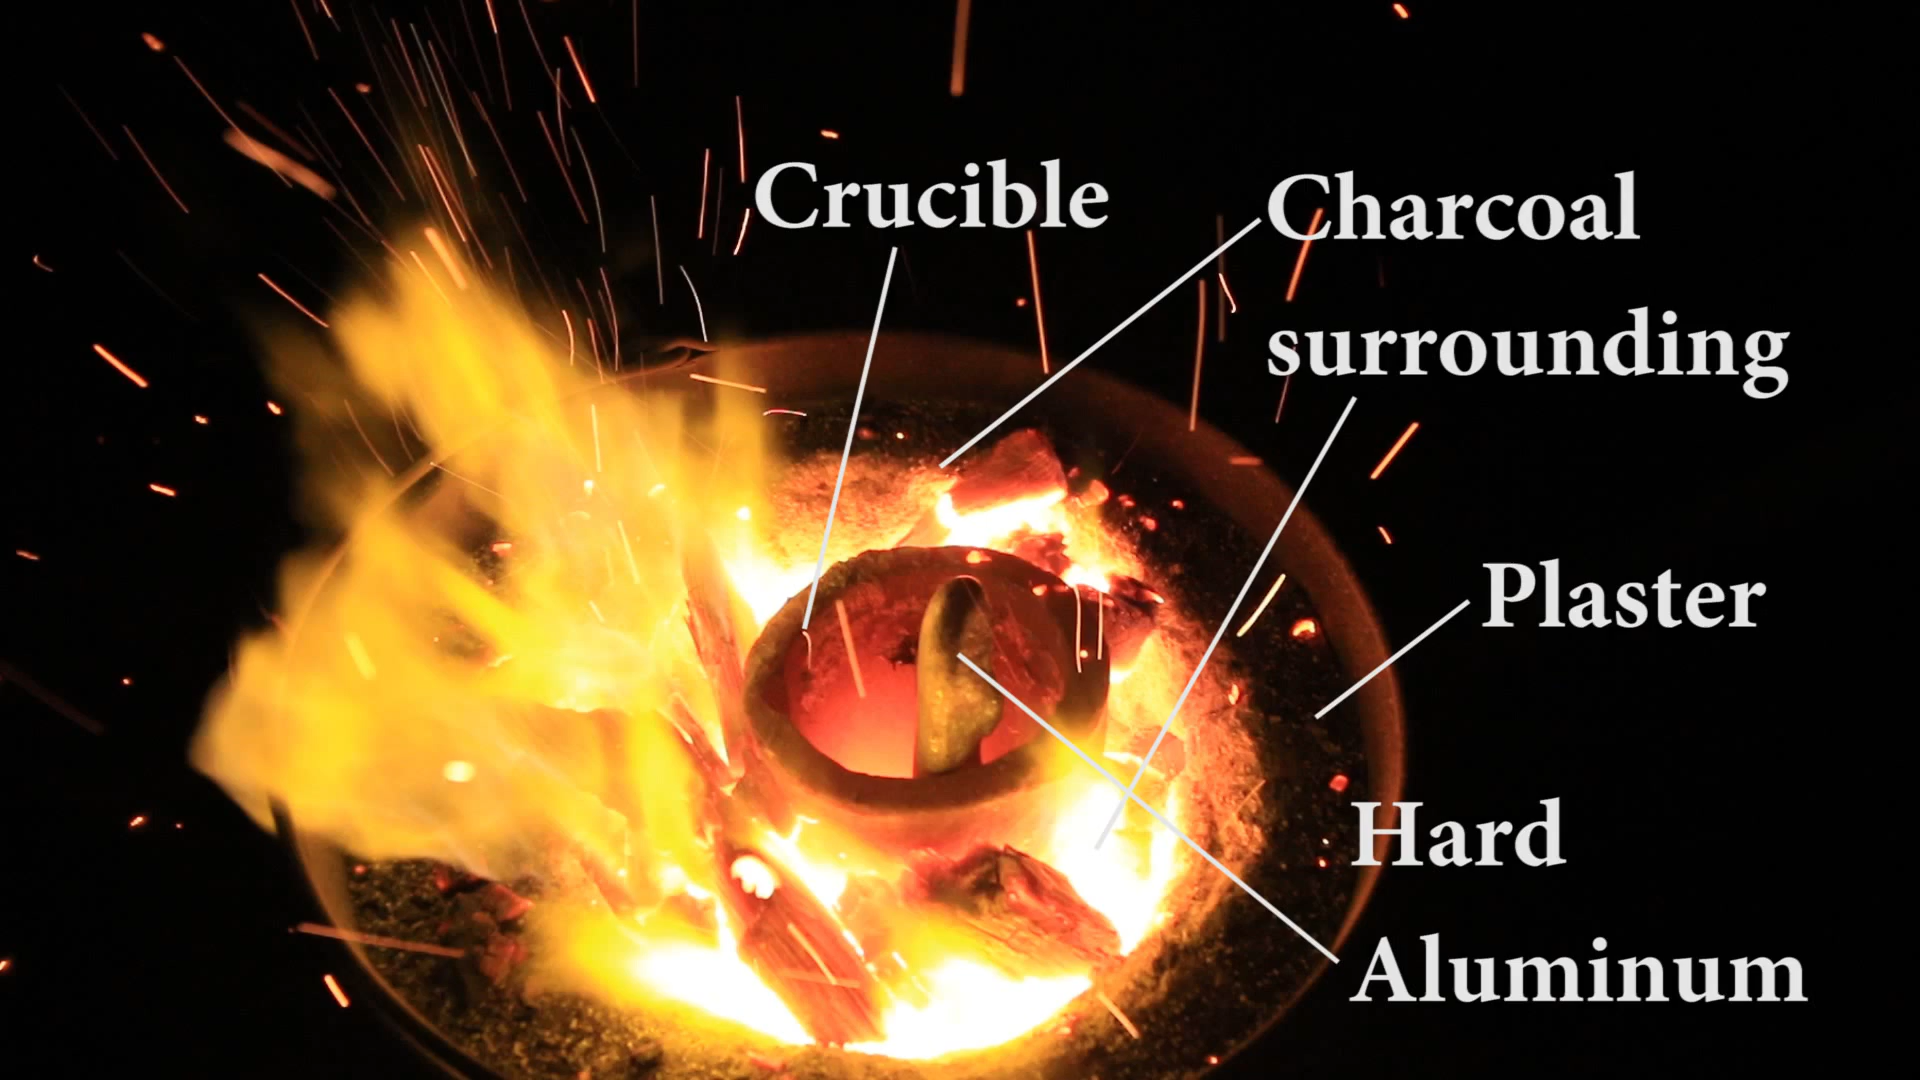 Crucible
Charcoal
surrounding
Plaster
Hard
Aluminum